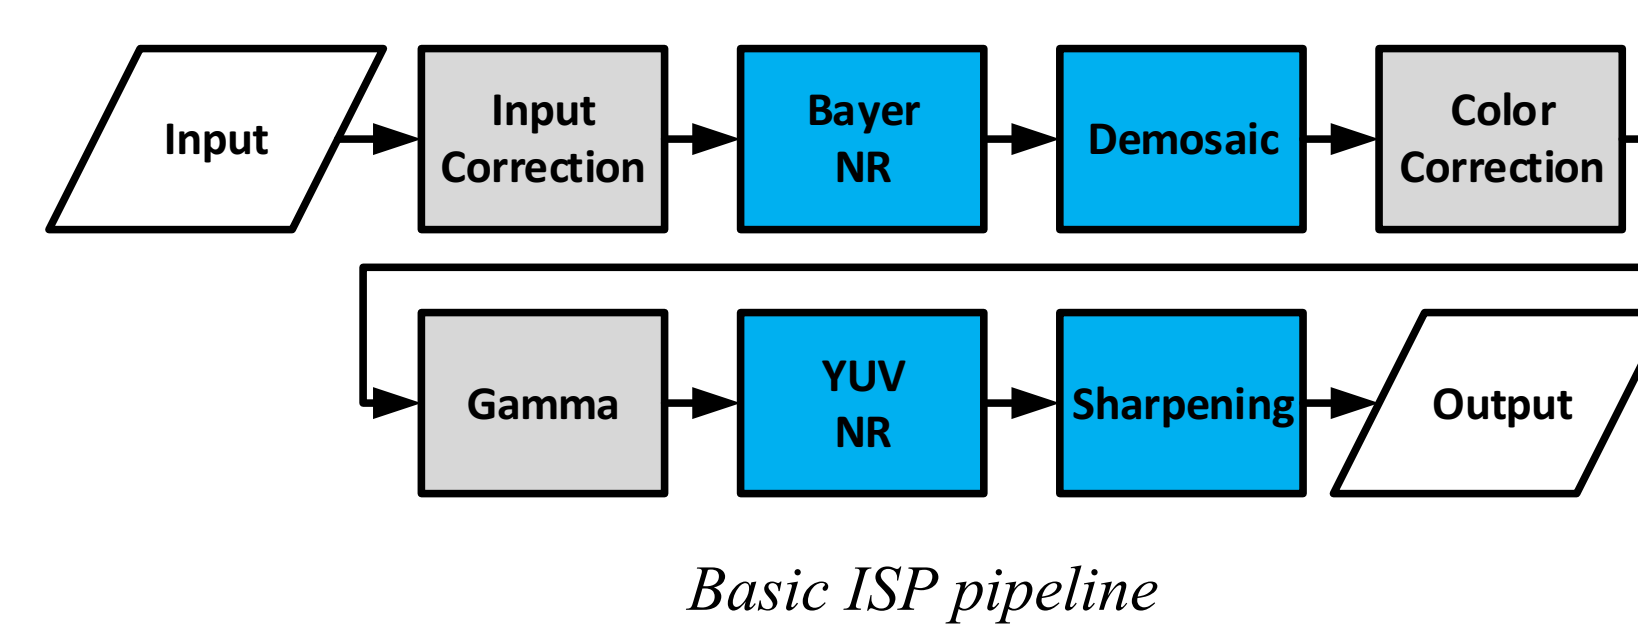 Input
Input
Correction
Bayer
NR
Demosaic
Color
Correction
Gamma
YUV
NR
Sharpening
Output
Basic ISP pipeline